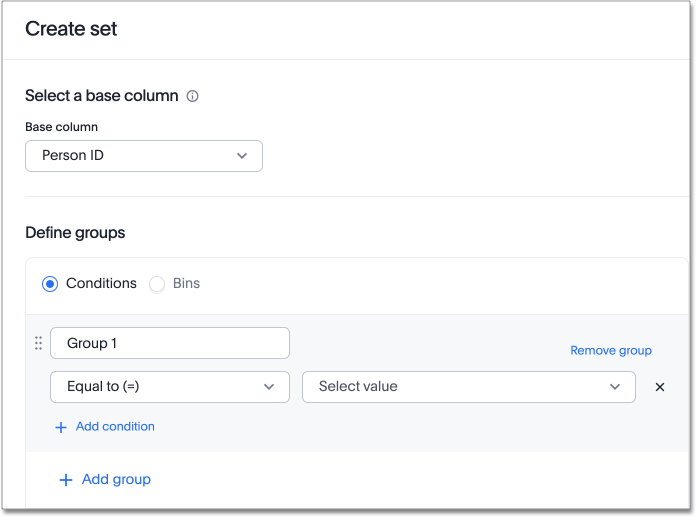 Create set
Select a base column
Base column
Person ID
Define groups
Conditions Bins
Group 1
Remove group
Equal to (=) Select value
Add condition
Add group